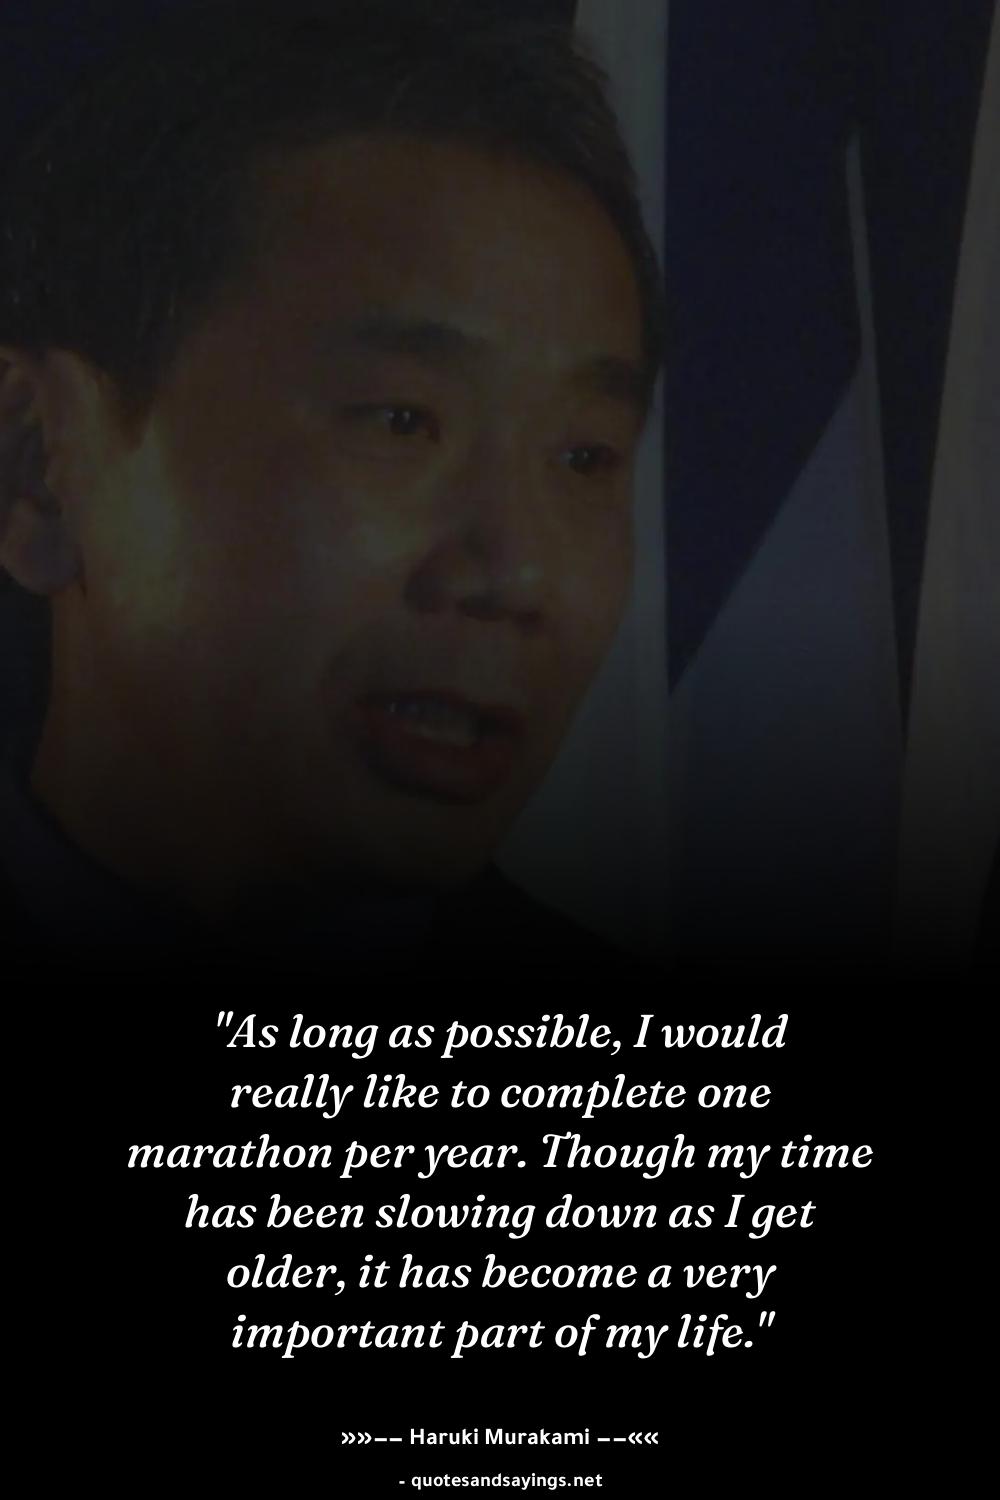 "As long as possible, I would
really like to complete one
marathon per year. Though my time
has been slowing down as I get
older, it has become a very
important part of my life."
»»―― Haruki Murakami ――««
- quotesandsayings.net